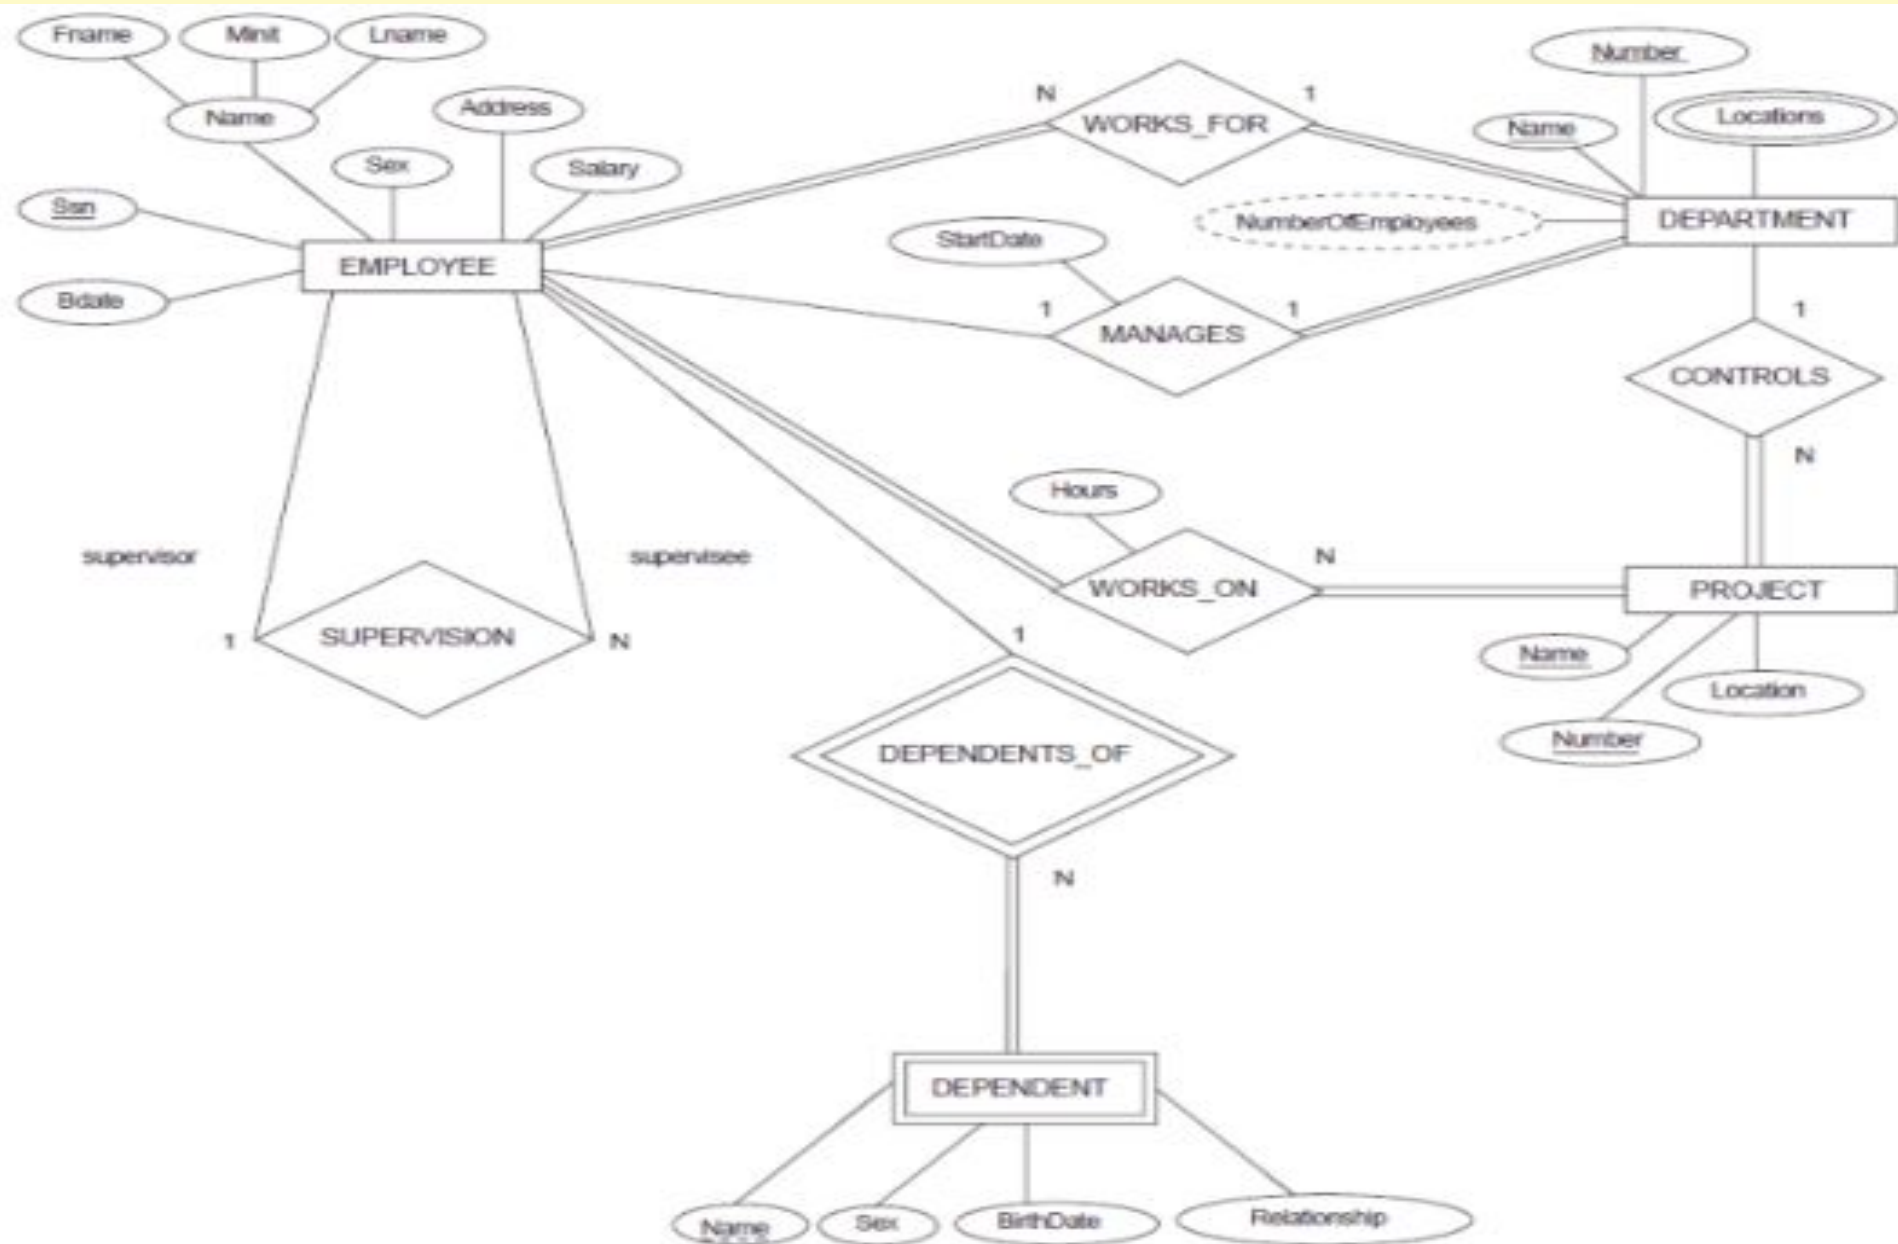 Fname
Minit
Lname
Number
Name
Address
N
WORKS_FOR
1
Name
Locations
Sex
Salary
Ssn
StartDate
NumberOfEmployees
DEPARTMENT
EMPLOYEE
Bdate
1
MANAGES
1
1
CONTROLS
N
Hours
supervisor
supervisee
N
WORKS_ON
PROJECT
1
SUPERVISION
N
1
Name
Location
Number
DEPENDENTS_OF
N
DEPENDENT
Name
Sex
BirthDate
Relationship